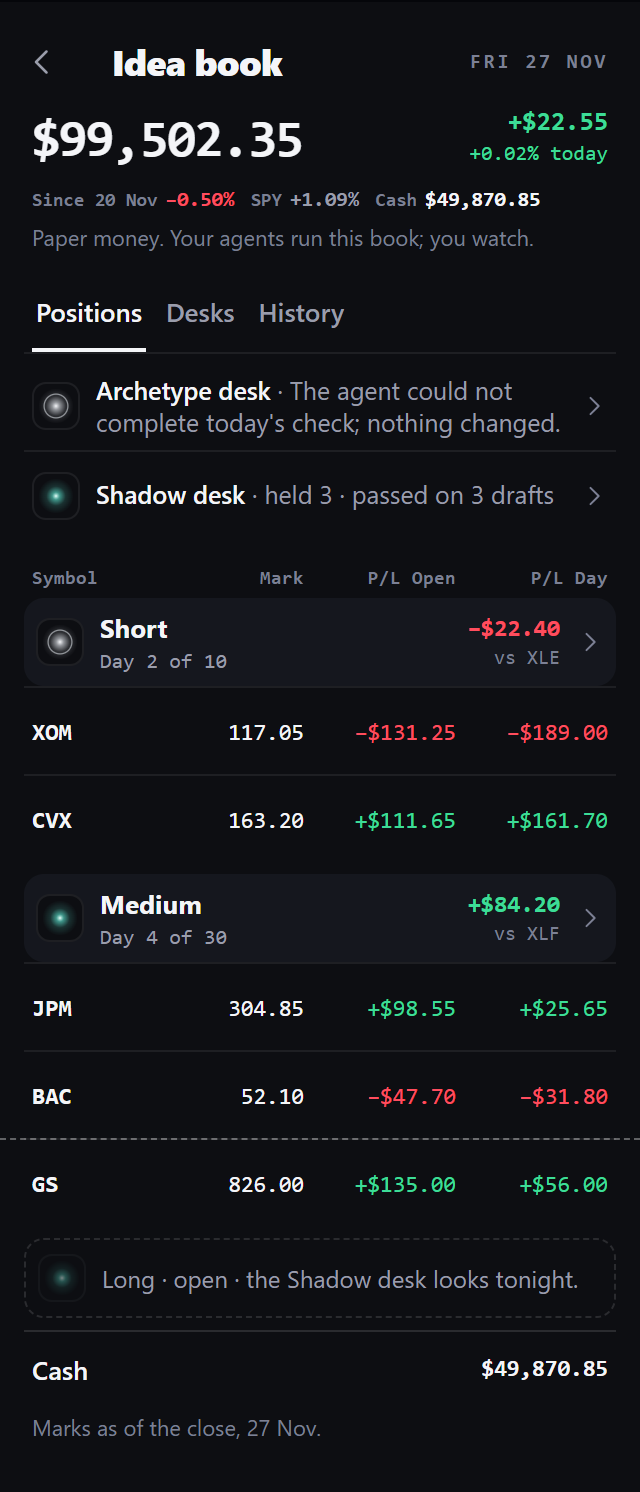 Idea book
FRI 27 NOV
$99,502.35
+$22.55
+0.02% today
Since 20 Nov −0.50% SPY +1.09% Cash $49,870.85
Paper money. Your agents run this book; you watch.
Positions Desks History
Archetype desk · The agent could not
complete today's check; nothing changed.
Shadow desk · held 3 · passed on 3 drafts
Symbol Mark P/L Open P/L Day
Short −$22.40
Day 2 of 10 vs XLE
XOM 117.05 −$131.25 −$189.00
CVX 163.20 +$111.65 +$161.70
Medium +$84.20
Day 4 of 30 vs XLF
JPM 304.85 +$98.55 +$25.65
BAC 52.10 −$47.70 −$31.80
GS 826.00 +$135.00 +$56.00
Long · open · the Shadow desk looks tonight.
Cash $49,870.85
Marks as of the close, 27 Nov.